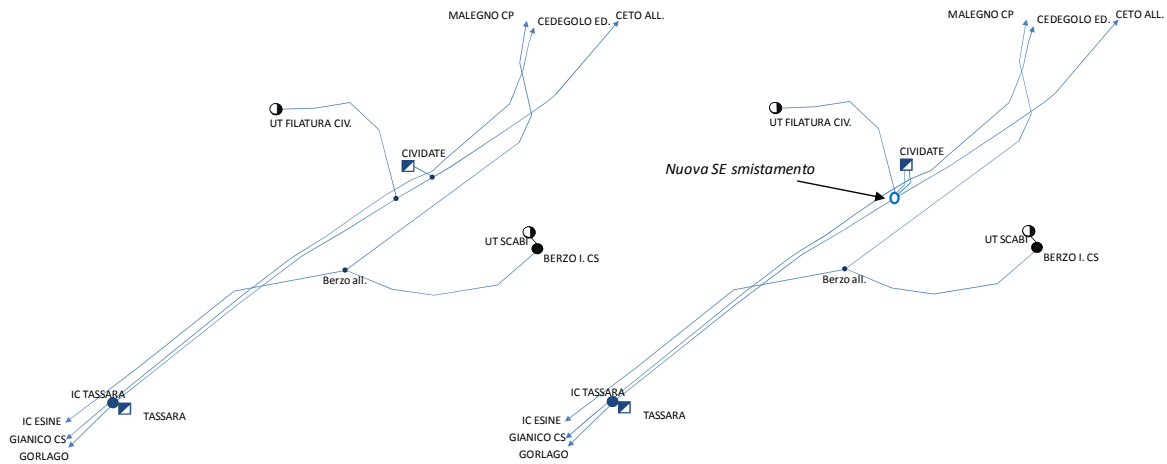 MALEGNO CP
CEDEGOLO ED.
CETO ALL.
UT FILATURA CIV.
CIVIDATE
UT SCABI
BERZO I. CS
Berzo all.
IC TASSARA
TASSARA
IC ESINE
GIANICO CS
GORLAGO
MALEGNO CP
CEDEGOLO ED.
CETO ALL.
UT FILATURA CIV.
CIVIDATE
Nuova SE smistamento
UT SCABI
BERZO I. CS
Berzo all.
IC TASSARA
TASSARA
IC ESINE
GIANICO CS
GORLAGO